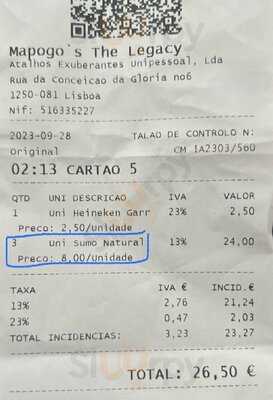 Mapogo`s The Legacy
Atalhos Exuberantes Unipessoal, Lda
Rua da Conceicao da Gloria no6
1250-081 Lisboa
Nif: 516335227
2023-09-28 TALAO DE CONTROLO N:
Original CM 1A2303/560
02:13 CARTAO 5
QTD UNI DESCRICAO IVA VALOR
1 Uni Heineken Garr 23% 2,50
Preco: 2,50/Unidade
3 Uni Sumo Natural 13% 24,00
Preco: 8,00/Unidade
TAXA IVA € INCID.€
13% 2,76 21,24
23% 0,47 2,03
TOTAL INCIDENCIAS: 3,23 23,27
TOTAL: 26,50 €